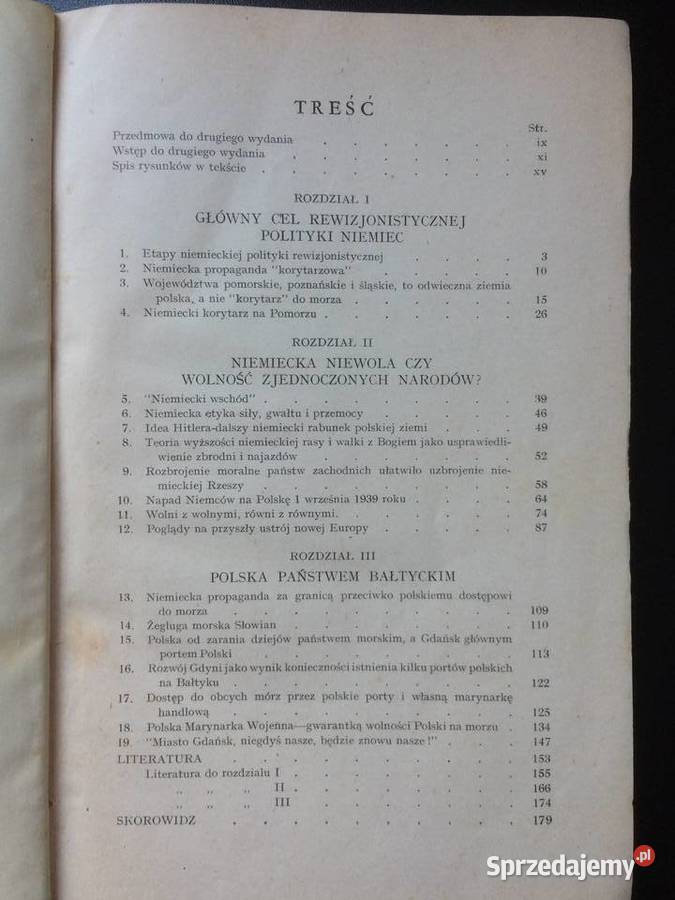 TREŚĆ
Str.
Przedmowa do drugiego wydania . . . . . . . ix
Wstęp do drugiego wydania . . . . . . . . xi
Spis rysunków w tekście . . . . . . . . . xv
ROZDZIAŁ I
GŁÓWNY CEL REWIZJONISTYCZNEJ
POLITYKI NIEMIEC
1. Etapy niemieckiej polityki rewizjonistycznej . . . . . 3
2. Niemiecka propaganda "korytarzowa" . . . . . 10
3. Województwa pomorskie, poznańskie i śląskie, to odwieczna ziemia
polska, a nie "korytarz" do morza . . . . . . 15
4. Niemiecki korytarz na Pomorzu . . . . . . . 26
ROZDZIAŁ II
NIEMIECKA NIEWOLA CZY
WOLNOŚĆ ZJEDNOCZONYCH NARODÓW?
5. "Niemiecki wschód" . . . . . . . . . 39
6. Niemiecka etyka siły, gwałtu i przemocy . . . . . 46
7. Idea Hitlera-dalszy niemiecki rabunek polskiej ziemi . . . 49
8. Teoria wyższości niemieckiej rasy i walki z Bogiem jako usprawiedli-
wienie zbrodni i najazdów . . . . . . . 52
9. Rozbrojenie moralne państw zachodnich ułatwiło uzbrojenie nie-
mieckiej Rzeszy . . . . . . . . . 58
10. Napad Niemców na Polskę 1 września 1939 roku . . . . 64
11. Wolni z wolnymi, równi z równymi. . . . . . . 74
12. Poglądy na przyszły ustrój nowej Europy . . . . . 87
ROZDZIAŁ III
POLSKA PAŃSTWEM BAŁTYCKIM
13. Niemiecka propaganda za granicą przeciwko polskiemu dostępowi
do morza . . . . . . . . . . 109
14. Żegluga morska Słowian . . . . . . . . 110
15. Polska od zarania dziejów państwem morskim, a Gdańsk głównym
portem Polski . . . . . . . . . 113
16. Rozwój Gdyni jako wynik konieczności istnienia kilku portów polskich
na Bałtyku . . . . . . . . . . 122
17. Dostęp do obcych mórz przez polskie porty i własną marynarkę
handlową . . . . . . . . . . 125
18. Polska Marynarka Wojenna—gwarantką wolności Polski na morzu . 134
19. "Miasto Gdańsk, niegdyś nasze, będzie znowu nasze!" . . . 147
LITERATURA . . . . . . . . . . 153
Literatura do rozdziału I . . . . . . . . 155
„ „ „ II . . . . . . . . 166
„ „ „ III . . . . . . . . 174
SKOROWIDZ . . . . . . . . . . 179
Sprzedajemy.pl